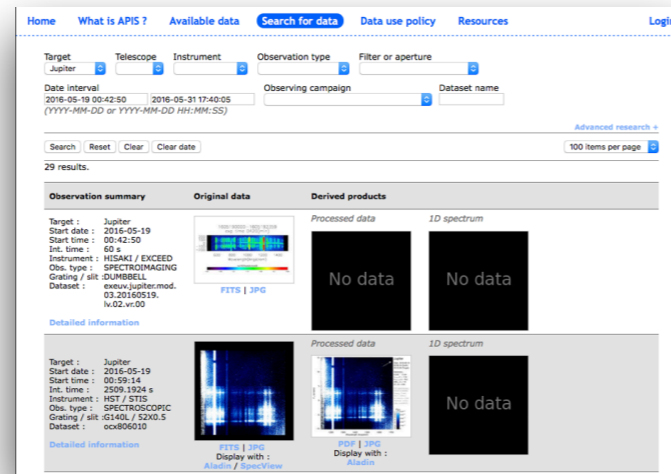 Home What is APIS ? Available data Search for data Data use policy Resources Login
Target Telescope Instrument Observation type Filter or aperture
Jupiter
Date interval Observing campaign Dataset name
2016-05-19 00:42:50 2016-05-31 17:40:05
(YYYY-MM-DD or YYYY-MM-DD HH:MM:SS)
Advanced research +
Search Reset Clear Clear date 100 items per page
29 results.
Observation summary Original data Derived products
Processed data 1D spectrum
Target : Jupiter
Start date : 2016-05-19
Start time : 00:42:50
Int. time : 60 s
Instrument : HISAKI / EXCEED
Obs. type : SPECTROIMAGING
Grating / slit :DUMBBELL
Dataset : exeuv.jupiter.mod.
03.20160519.
lv.02.vr.00
Detailed information
FITS | JPG
No data
No data
Processed data 1D spectrum
Target : Jupiter
Start date : 2016-05-19
Start time : 00:59:14
Int. time : 2509.1924 s
Instrument : HST / STIS
Obs. type : SPECTROSCOPIC
Grating / slit :G140L / 52X0.5
Dataset : ocx806010
Detailed information
FITS | JPG
Display with :
Aladin / SpecView
PDF | JPG
Display with :
Aladin
No data